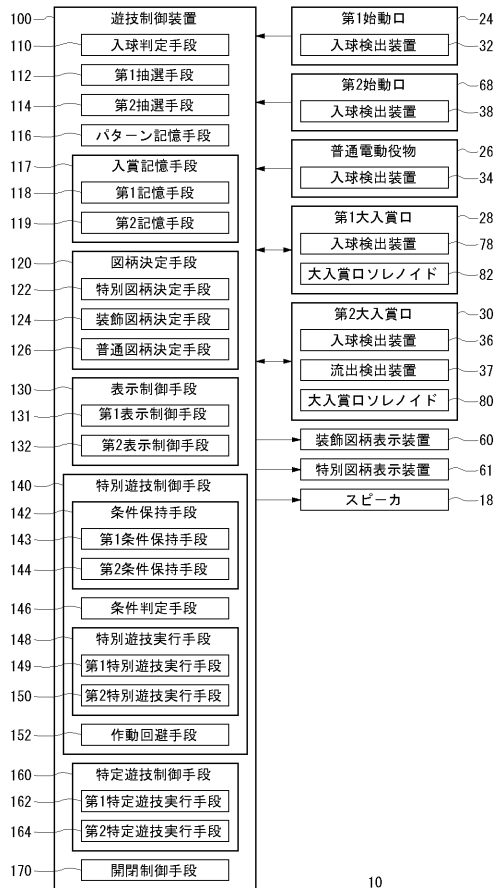 100 遊技制御装置
110 入球判定手段
112 第1抽選手段
114 第2抽選手段
116 パターン記憶手段
117 入賞記憶手段
118 第1記憶手段
119 第2記憶手段
120 図柄決定手段
122 特別図柄決定手段
124 装飾図柄決定手段
126 普通図柄決定手段
130 表示制御手段
131 第1表示制御手段
132 第2表示制御手段
140 特別遊技制御手段
142 条件保持手段
143 第1条件保持手段
144 第2条件保持手段
146 条件判定手段
148 特別遊技実行手段
149 第1特別遊技実行手段
150 第2特別遊技実行手段
152 作動回避手段
160 特定遊技制御手段
162 第1特定遊技実行手段
164 第2特定遊技実行手段
170 開閉制御手段
第1始動口 24
入球検出装置 32
第2始動口 68
入球検出装置 38
普通電動役物 26
入球検出装置 34
第1大入賞口 28
入球検出装置 78
大入賞口ソレノイド 82
第2大入賞口 30
入球検出装置 36
流出検出装置 37
大入賞口ソレノイド 80
装飾図柄表示装置 60
特別図柄表示装置 61
スピーカ 18
10